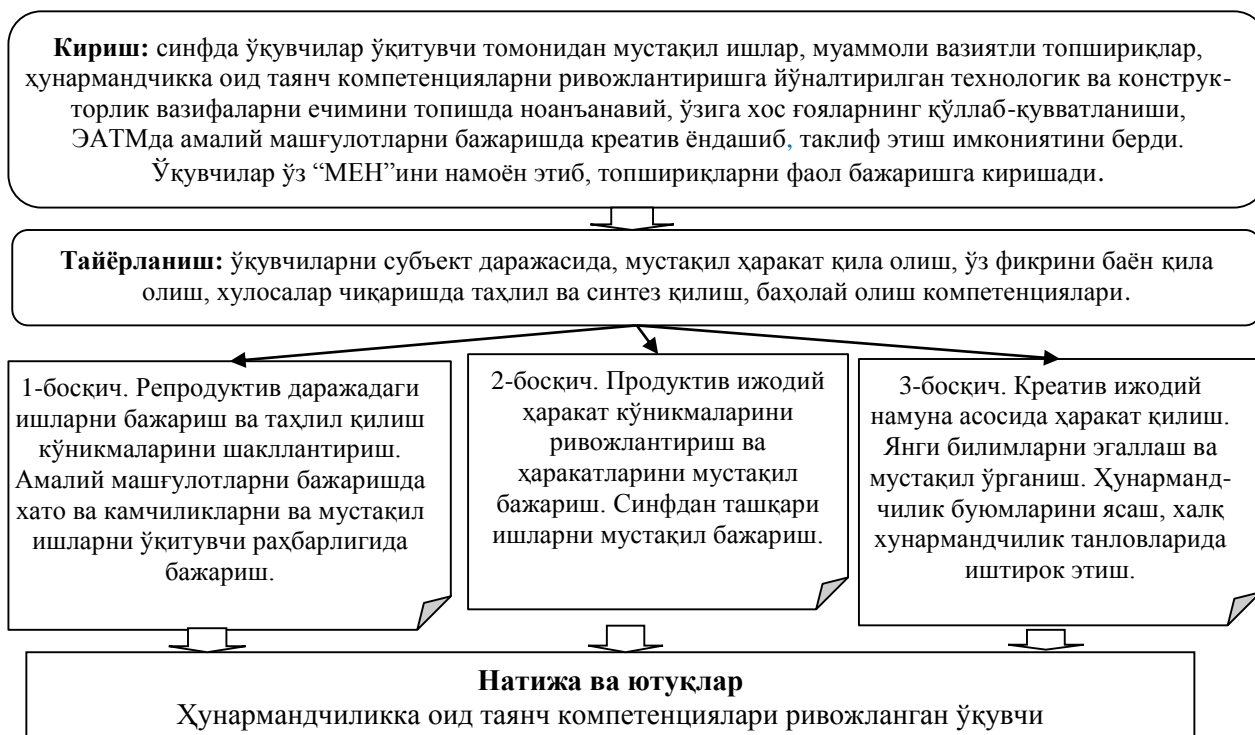 Кириш: синфда ўқувчилар ўқитувчи томонидан мустақил ишлар, муаммоли вазиятли топшириқлар,
ҳунармандчикка оид таянч компетенцияларни ривожлантиришга йўналтирилган технологик ва конструк-
торлик вазифаларни ечимини топишда ноанъанавий, ўзига хос ғояларнинг қўллаб-қувватланиши,
ЭАТМда амалий машғулотларни бажаришда креатив ёндашиб, таклиф этиш имкониятини берди.
Ўқувчилар ўз “МЕН”ини намоён этиб, топшириқларни фаол бажаришга киришади.
Тайёрланиш: ўқувчиларни субъект даражасида, мустақил ҳаракат қила олиш, ўз фикрини баён қила
олиш, хулосалар чиқаришда таҳлил ва синтез қилиш, баҳолай олиш компетенциялари.
1-босқич. Репродуктив даражадаги
ишларни бажариш ва таҳлил қилиш
кўникмаларини шакллантириш.
Амалий машғулотларни бажаришда
хато ва камчиликларни ва мустақил
ишларни ўқитувчи раҳбарлигида
бажариш.
2-босқич. Продуктив ижодий
ҳаракат кўникмаларини
ривожлантириш ва
ҳаракатларини мустақил
бажариш. Синфдан ташқари
ишларни мустақил бажариш.
3-босқич. Креатив ижодий
намуна асосида ҳаракат қилиш.
Янги билимларни эгаллаш ва
мустақил ўрганиш. Ҳунарманд-
чилик буюмларини ясаш, халқ
хунармандчилик танловларида
иштирок этиш.
Натижа ва ютуқлар
Ҳунармандчиликка оид таянч компетенциялари ривожланган ўқувчи